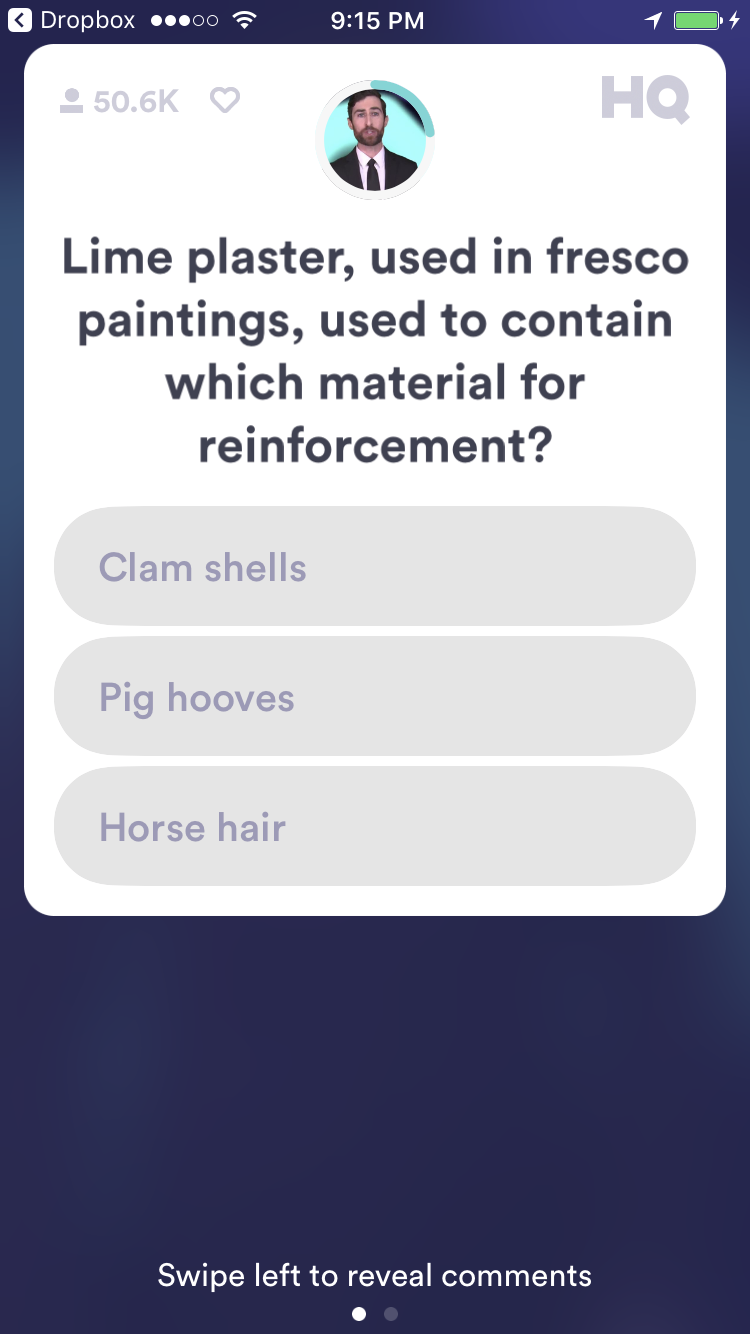 Dropbox 9:15 PM
50.6K HQ
Lime plaster, used in fresco
paintings, used to contain
which material for
reinforcement?
Clam shells
Pig hooves
Horse hair
Swipe left to reveal comments